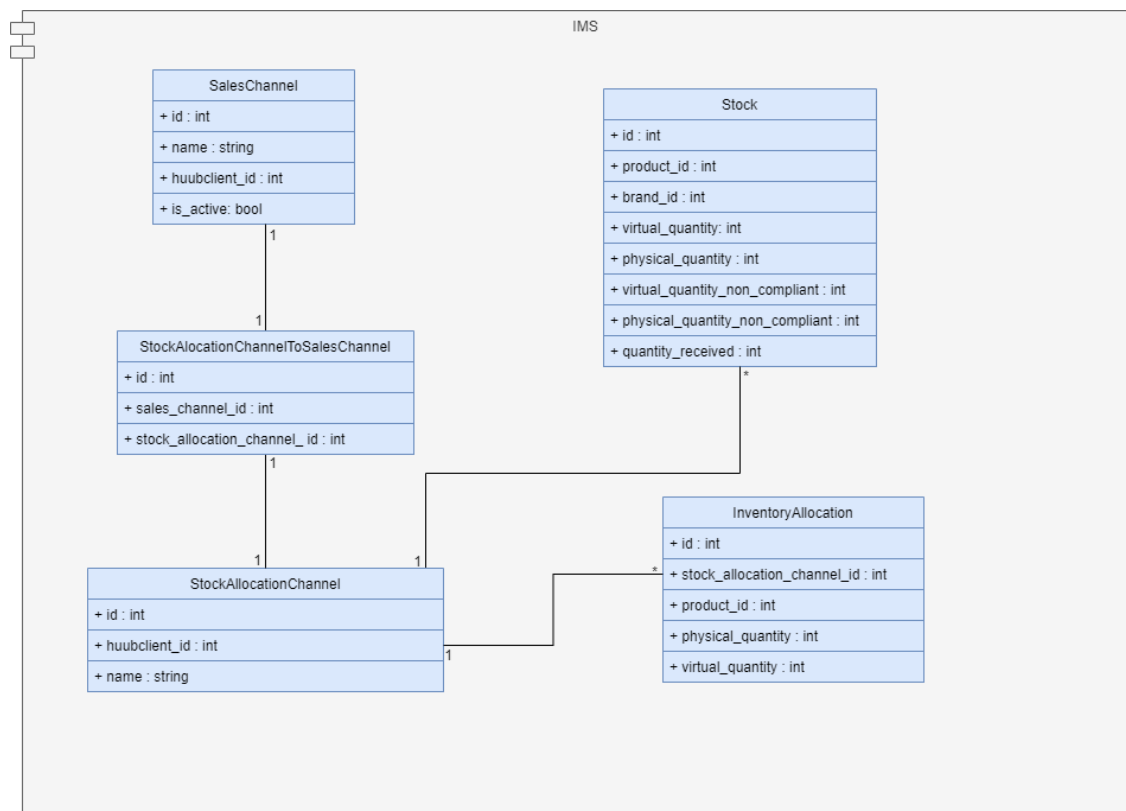 IMS
SalesChannel
+ id : int
+ name : string
+ huubclient_id : int
+ is_active: bool
1
1
StockAlocationChannelToSalesChannel
+ id : int
+ sales_channel_id : int
+ stock_allocation_channel_ id : int
1
1
StockAllocationChannel
+ id : int
+ huubclient_id : int
+ name : string
Stock
+ id : int
+ product_id : int
+ brand_id : int
+ virtual_quantity: int
+ physical_quantity : int
+ virtual_quantity_non_compliant : int
+ physical_quantity_non_compliant : int
+ quantity_received : int
*
1
InventoryAllocation
+ id : int
+ stock_allocation_channel_id : int
+ product_id : int
+ physical_quantity : int
+ virtual_quantity : int
*
1